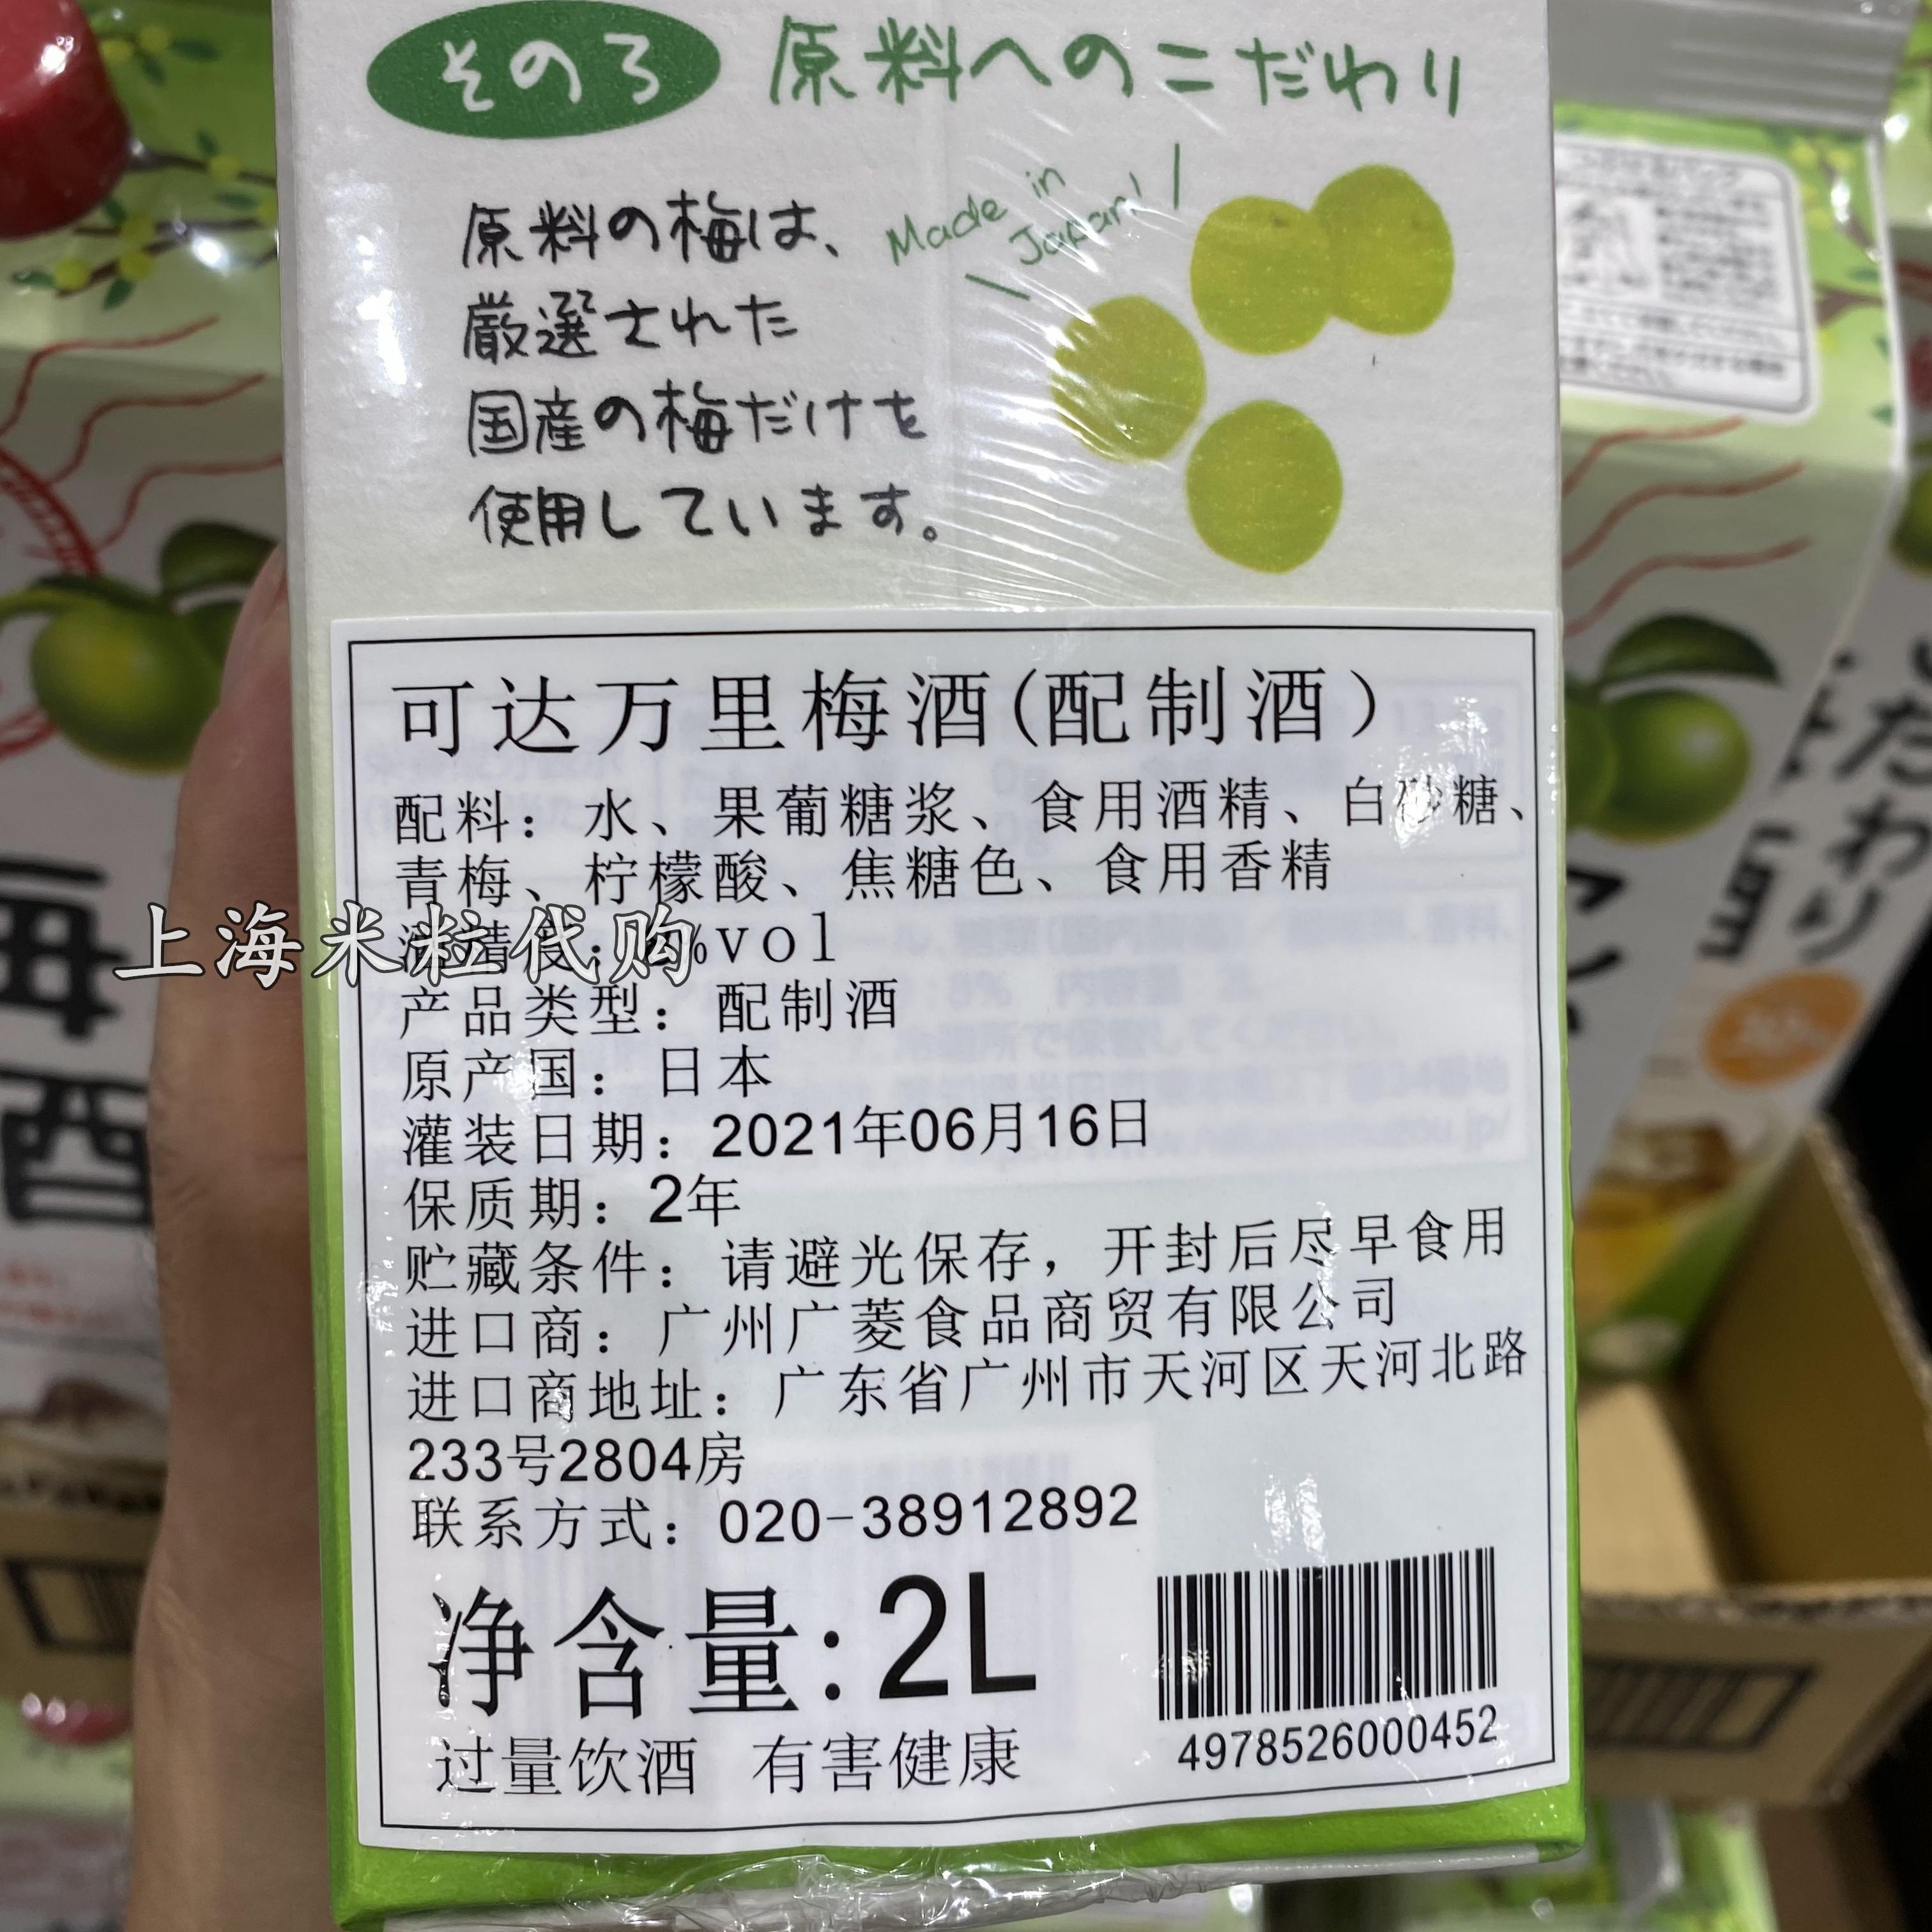 その3 原料へのこだわり
原料の梅は、
Made in
Japan!
厳選された
国産の梅だけを
使用しています。
可达万里梅酒(配制酒)
配料：水、果葡糖浆、食用酒精、白砂糖、
青梅、柠檬酸、焦糖色、食用香精
酒精度：%vol
上海米粒代购
产品类型：配制酒
原产国：日本
灌装日期：2021年06月16日
保质期：2年
贮藏条件：请避光保存，开封后尽早食用
进口商：广州广菱食品商贸有限公司
进口商地址：广东省广州市天河区天河北路
233号2804房
联系方式：020-38912892
净含量:2L
4978526000452
过量饮酒 有害健康
梅酒
こだわり